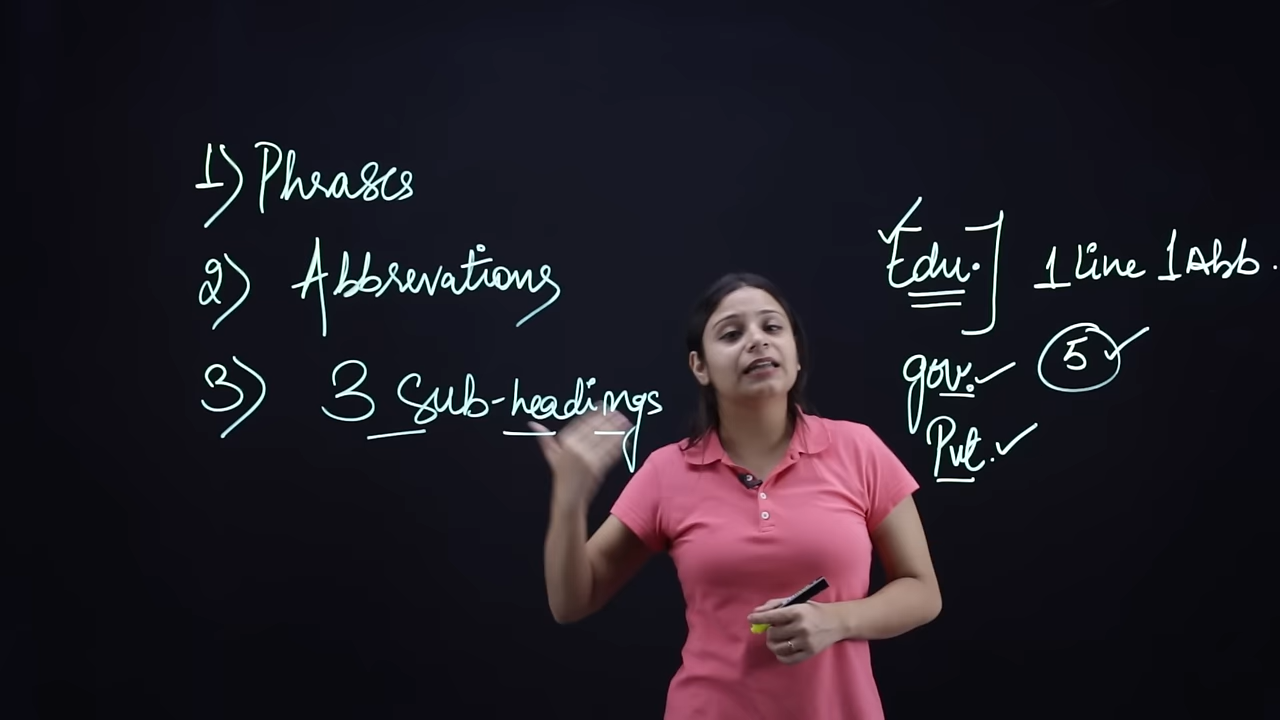 1) Phrases
2) Abbrevations
3) 3 Sub-headings
Edu. 1 Line 1 Abb.
gov. 5
Pvt.